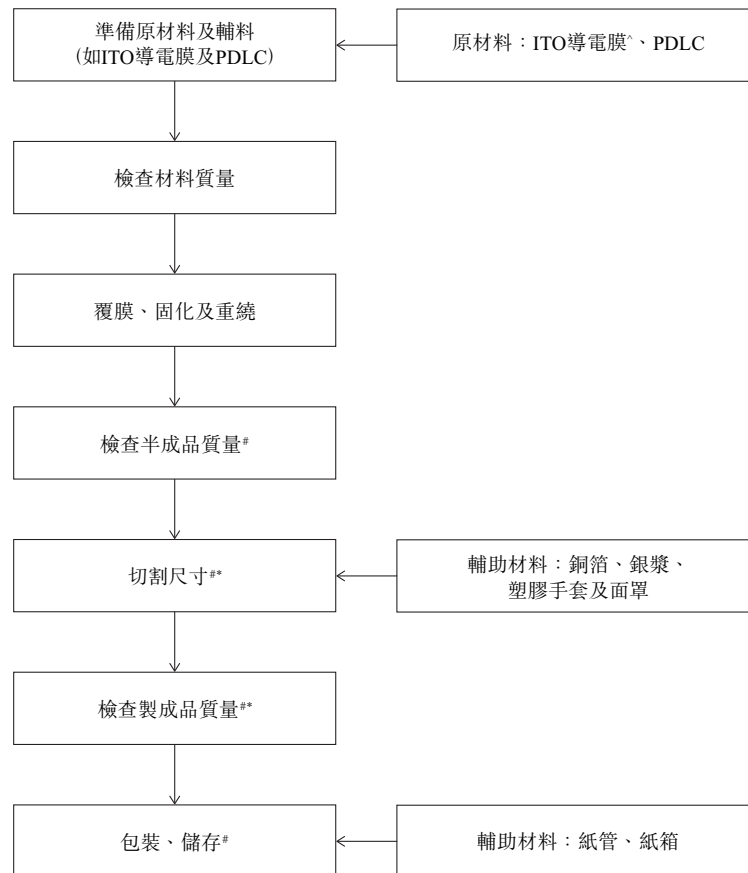 準備原材料及輔料
(如ITO導電膜及PDLC)
原材料：ITO導電膜^、PDLC
檢查材料質量
覆膜、固化及重繞
檢查半成品質量#
切割尺寸#*
輔助材料：銅箔、銀漿、
塑膠手套及面罩
檢查製成品質量#*
包裝、儲存#
輔助材料：紙管、紙箱